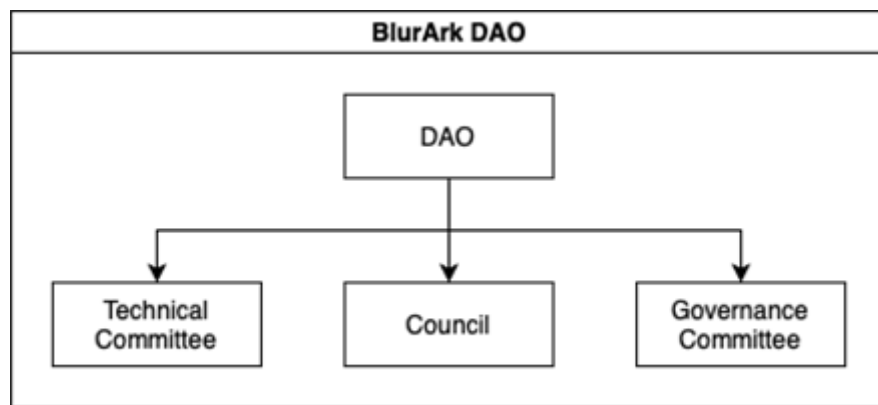 BlurArk DAO
DAO
Technical
Committee
Council
Governance
Committee